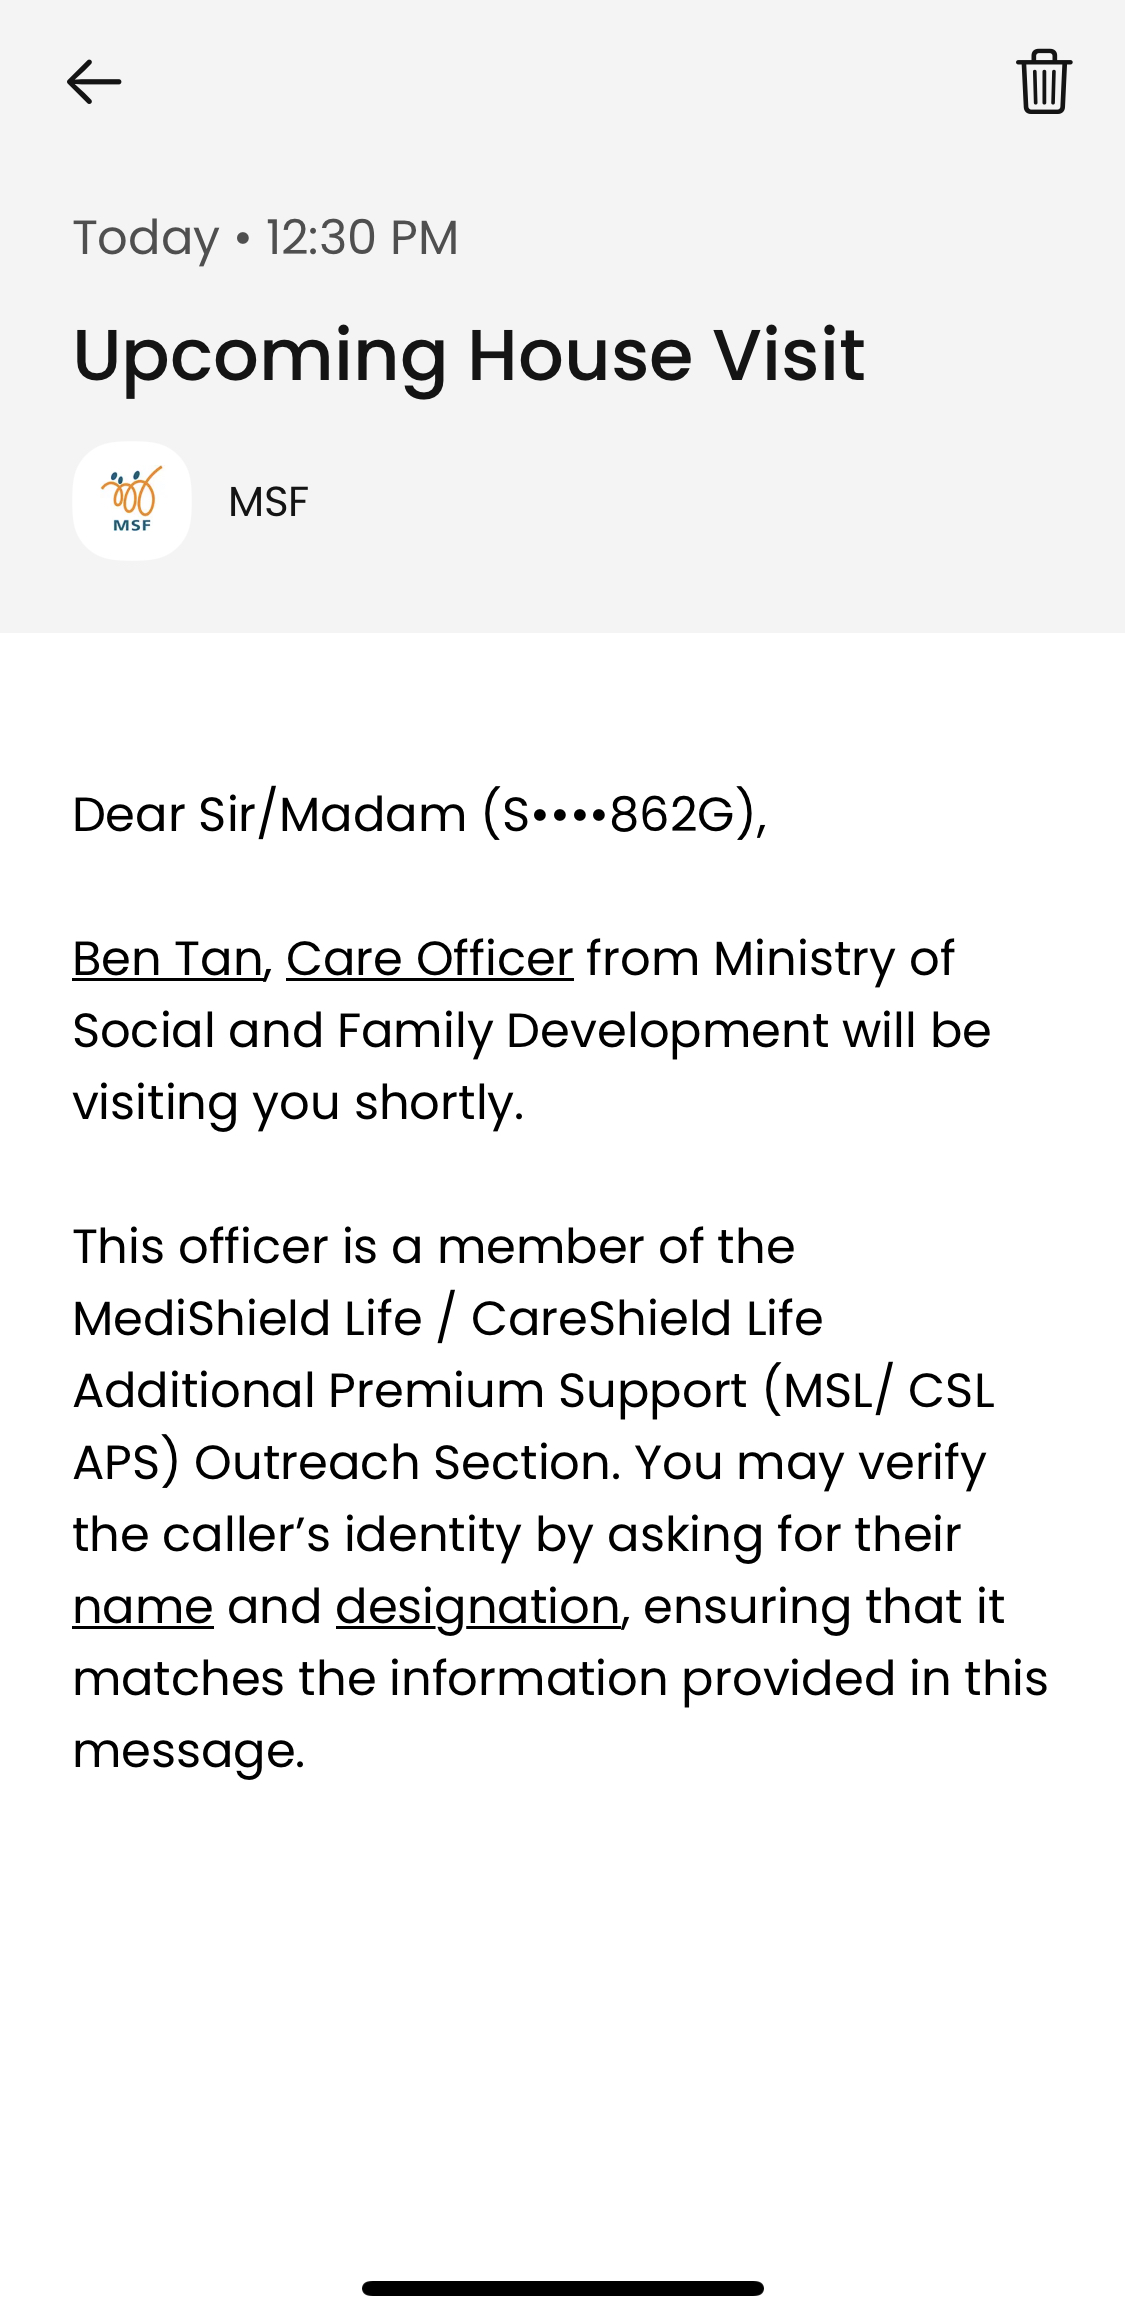 Today • 12:30 PM
Upcoming House Visit
MSF
MSF
Dear Sir/Madam (S••••862G),
Ben Tan, Care Officer from Ministry of
Social and Family Development will be
visiting you shortly.
This officer is a member of the
MediShield Life / CareShield Life
Additional Premium Support (MSL/ CSL
APS) Outreach Section. You may verify
the caller’s identity by asking for their
name and designation, ensuring that it
matches the information provided in this
message.